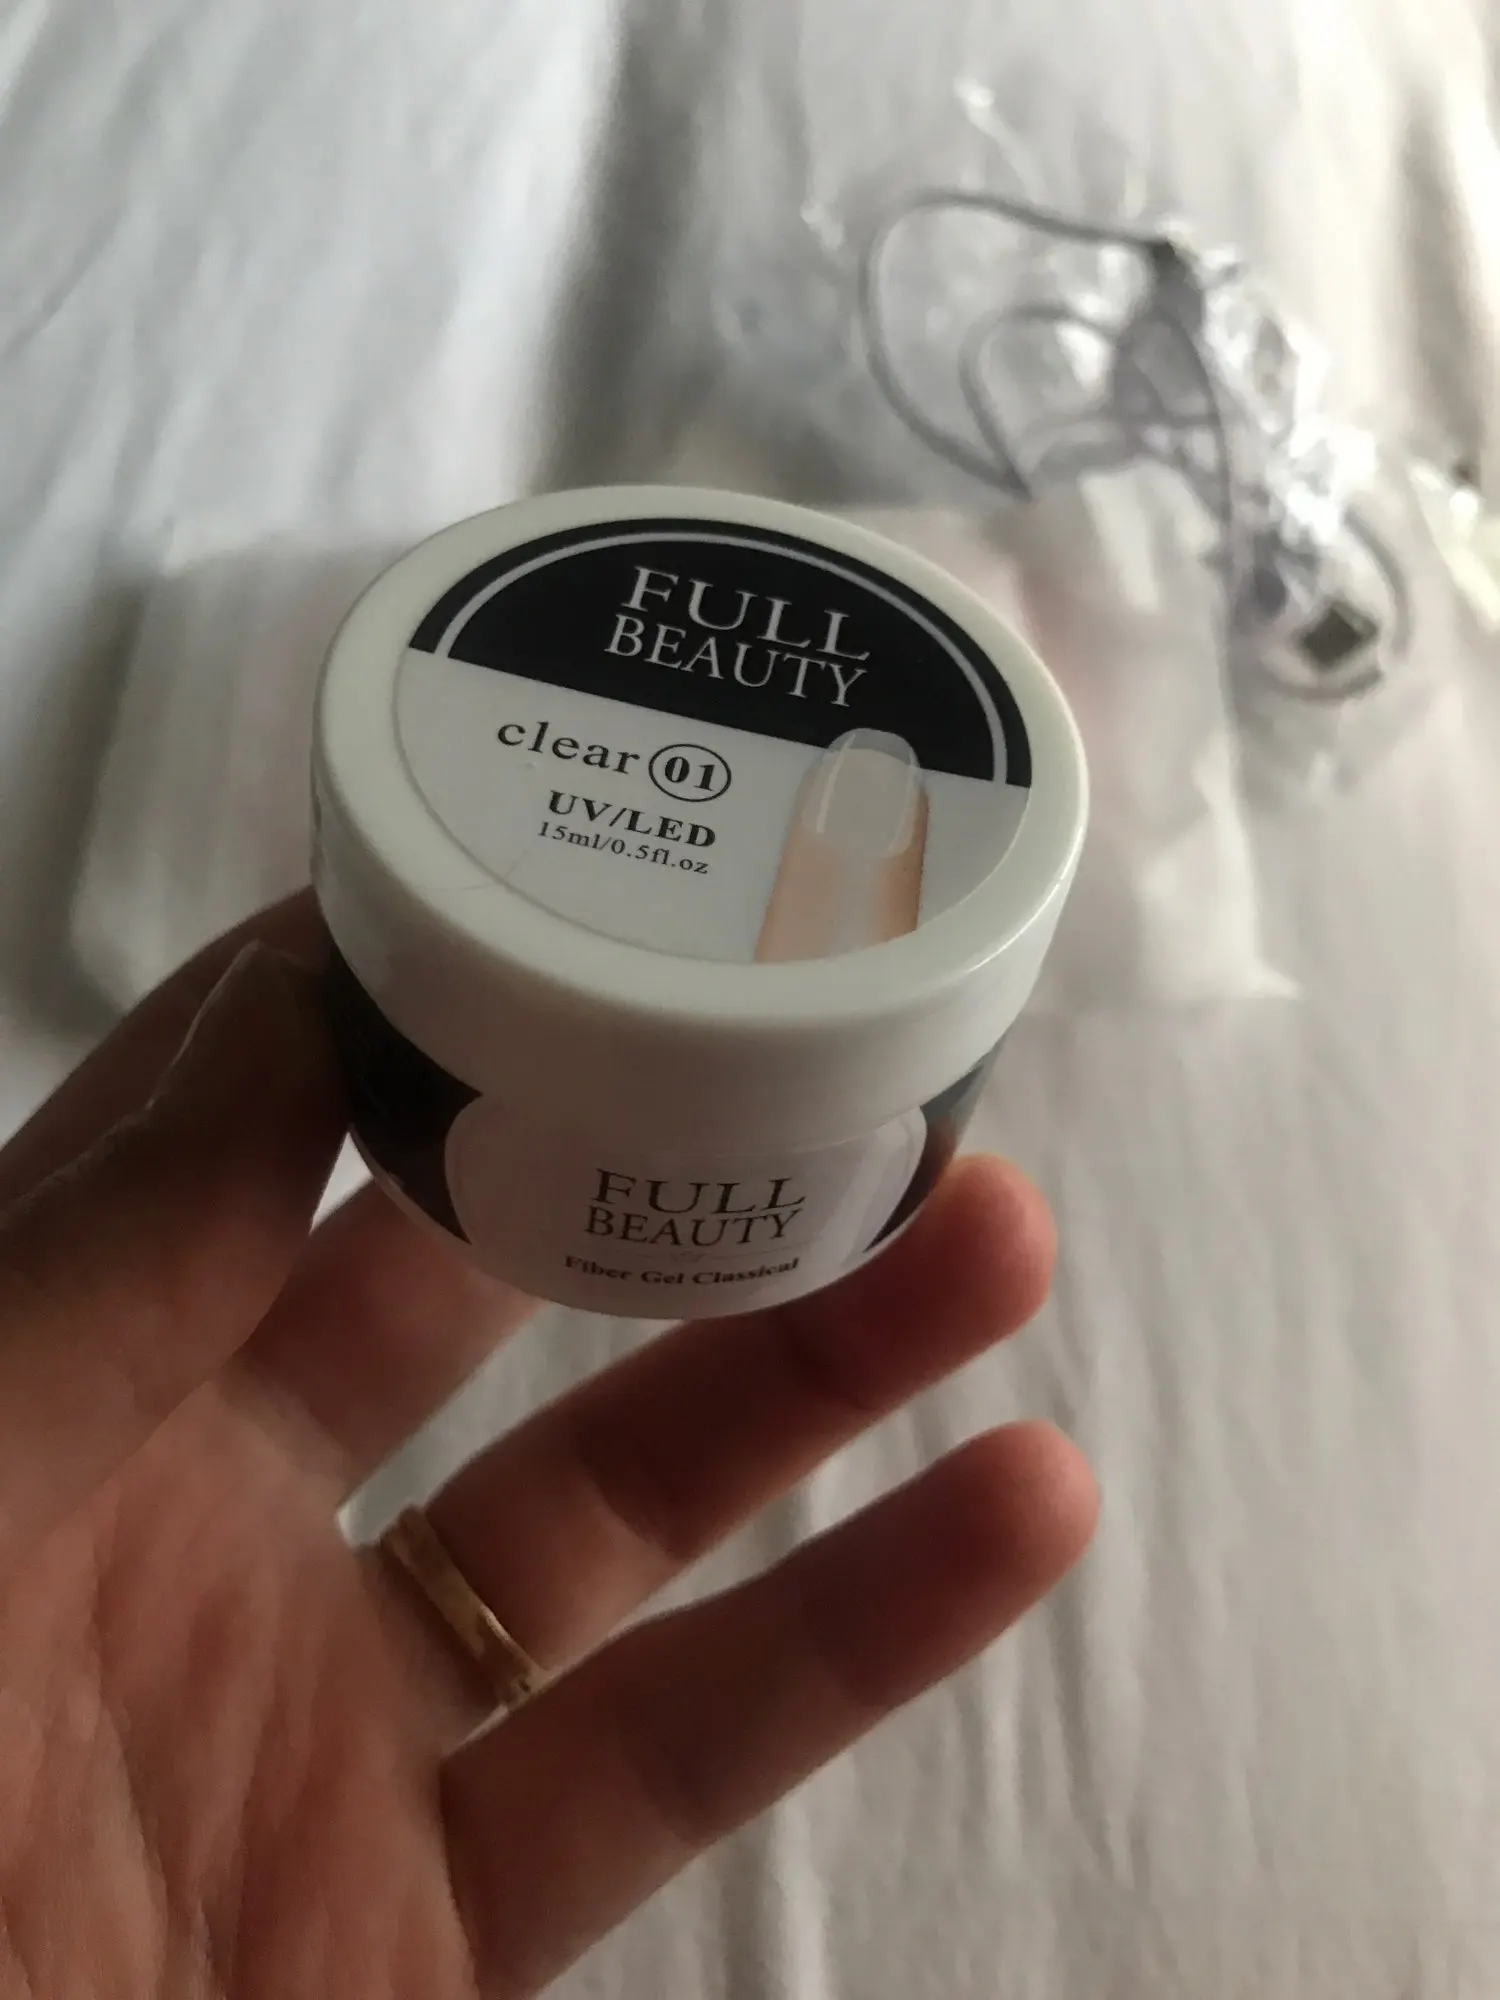 FULL
BEAUTY
clear 01
UV/LED
15ml/0.5fl.oz
FULL
BEAUTY
Fiber Gel Classical